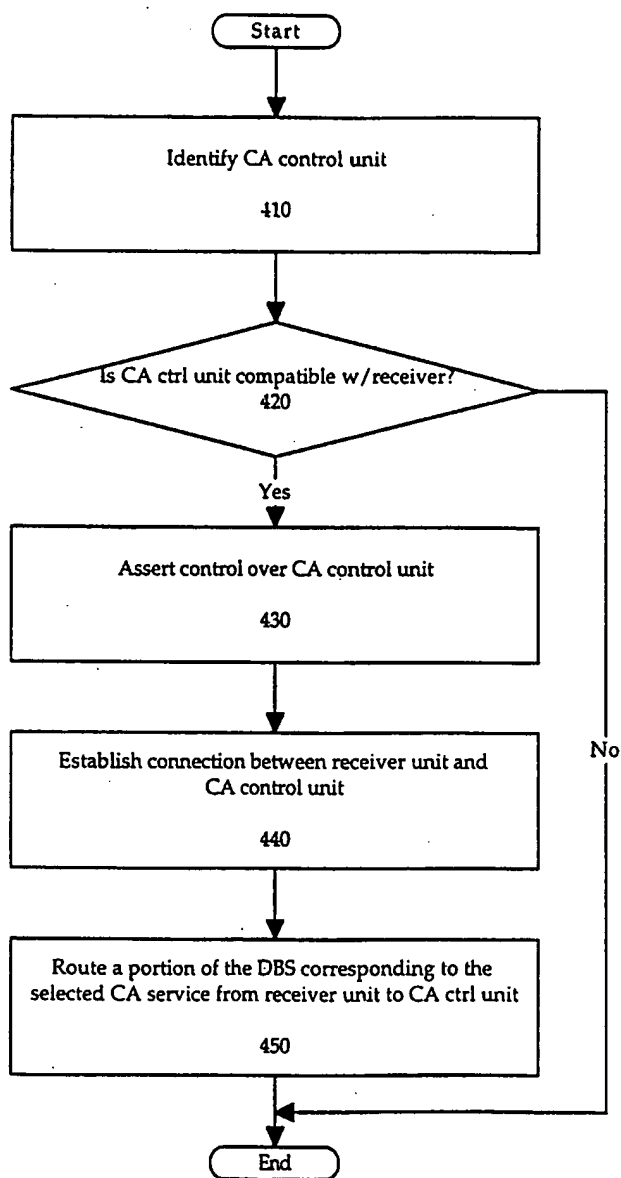 Start
Identify CA control unit
410
Is CA ctrl unit compatible w/receiver?
420
Yes
Assert control over CA control unit
430
Establish connection between receiver unit and
CA control unit
440
No
Route a portion of the DBS corresponding to the
selected CA service from receiver unit to CA ctrl unit
450
End